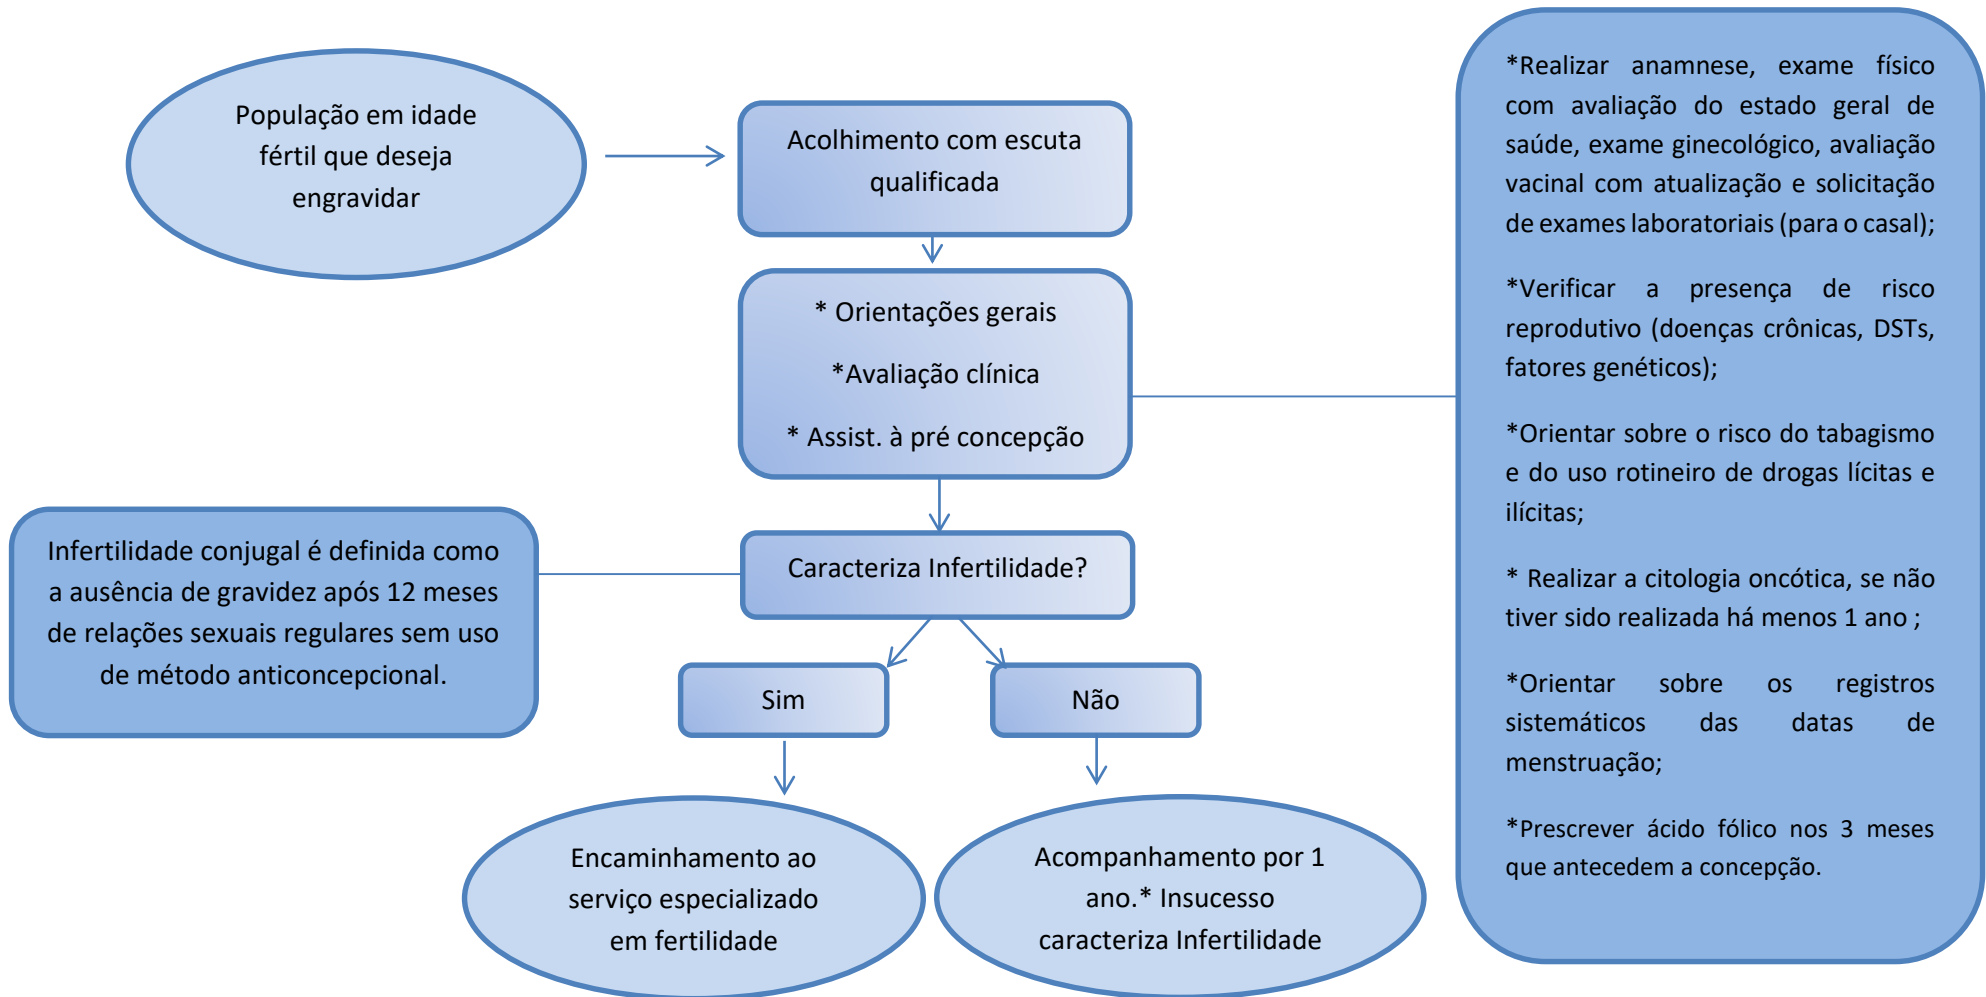 População em idade
fértil que deseja
engravidar
Acolhimento com escuta
qualificada
* Orientações gerais
*Avaliação clínica
* Assist. à pré concepção
Caracteriza Infertilidade?
Infertilidade conjugal é definida como
a ausência de gravidez após 12 meses
de relações sexuais regulares sem uso
de método anticoncepcional.
Sim
Não
Encaminhamento ao
serviço especializado
em fertilidade
Acompanhamento por 1
ano.* Insucesso
caracteriza Infertilidade
*Realizar anamnese, exame físico
com avaliação do estado geral de
saúde, exame ginecológico, avaliação
vacinal com atualização e solicitação
de exames laboratoriais (para o casal);
*Verificar a presença de risco
reprodutivo (doenças crônicas, DSTs,
fatores genéticos);
*Orientar sobre o risco do tabagismo
e do uso rotineiro de drogas lícitas e
ilícitas;
* Realizar a citologia oncótica, se não
tiver sido realizada há menos 1 ano ;
*Orientar sobre os registros
sistemáticos das datas de
menstruação;
*Prescrever ácido fólico nos 3 meses
que antecedem a concepção.